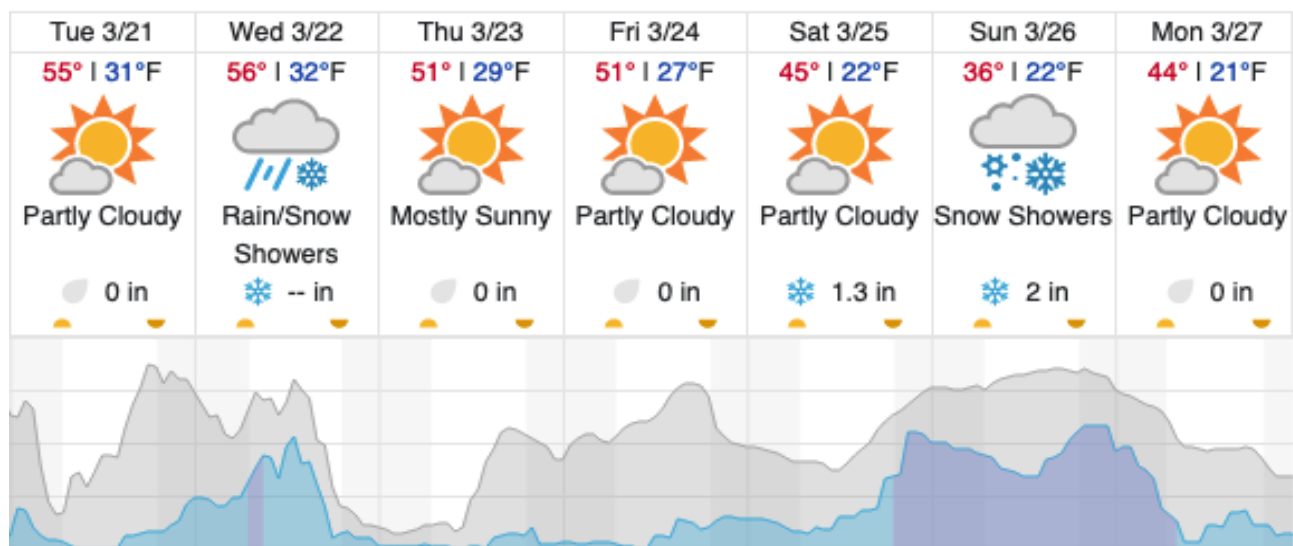 Tue 3/21 Wed 3/22 Thu 3/23 Fri 3/24 Sat 3/25 Sun 3/26 Mon 3/27
55° | 31°F 56° | 32°F 51° | 29°F 51° | 27°F 45° | 22°F 36° | 22°F 44° | 21°F
Partly Cloudy Rain/Snow Mostly Sunny Partly Cloudy Partly Cloudy Snow Showers Partly Cloudy
Showers
0 in -- in 0 in 0 in 1.3 in 2 in 0 in